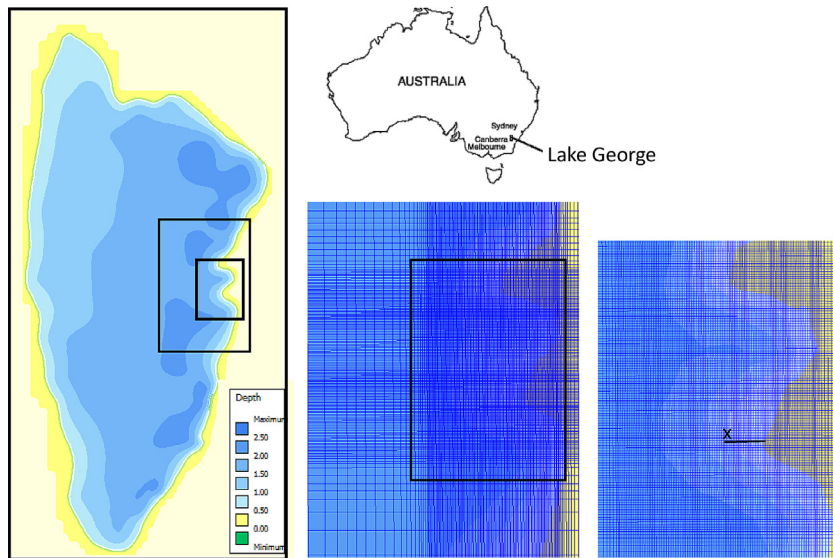 AUSTRALIA
Sydney
Canberra
Melbourne
Lake George
Depth
Maximum
2.50
2.00
1.50
1.00
0.50
0.00
Minimum
X